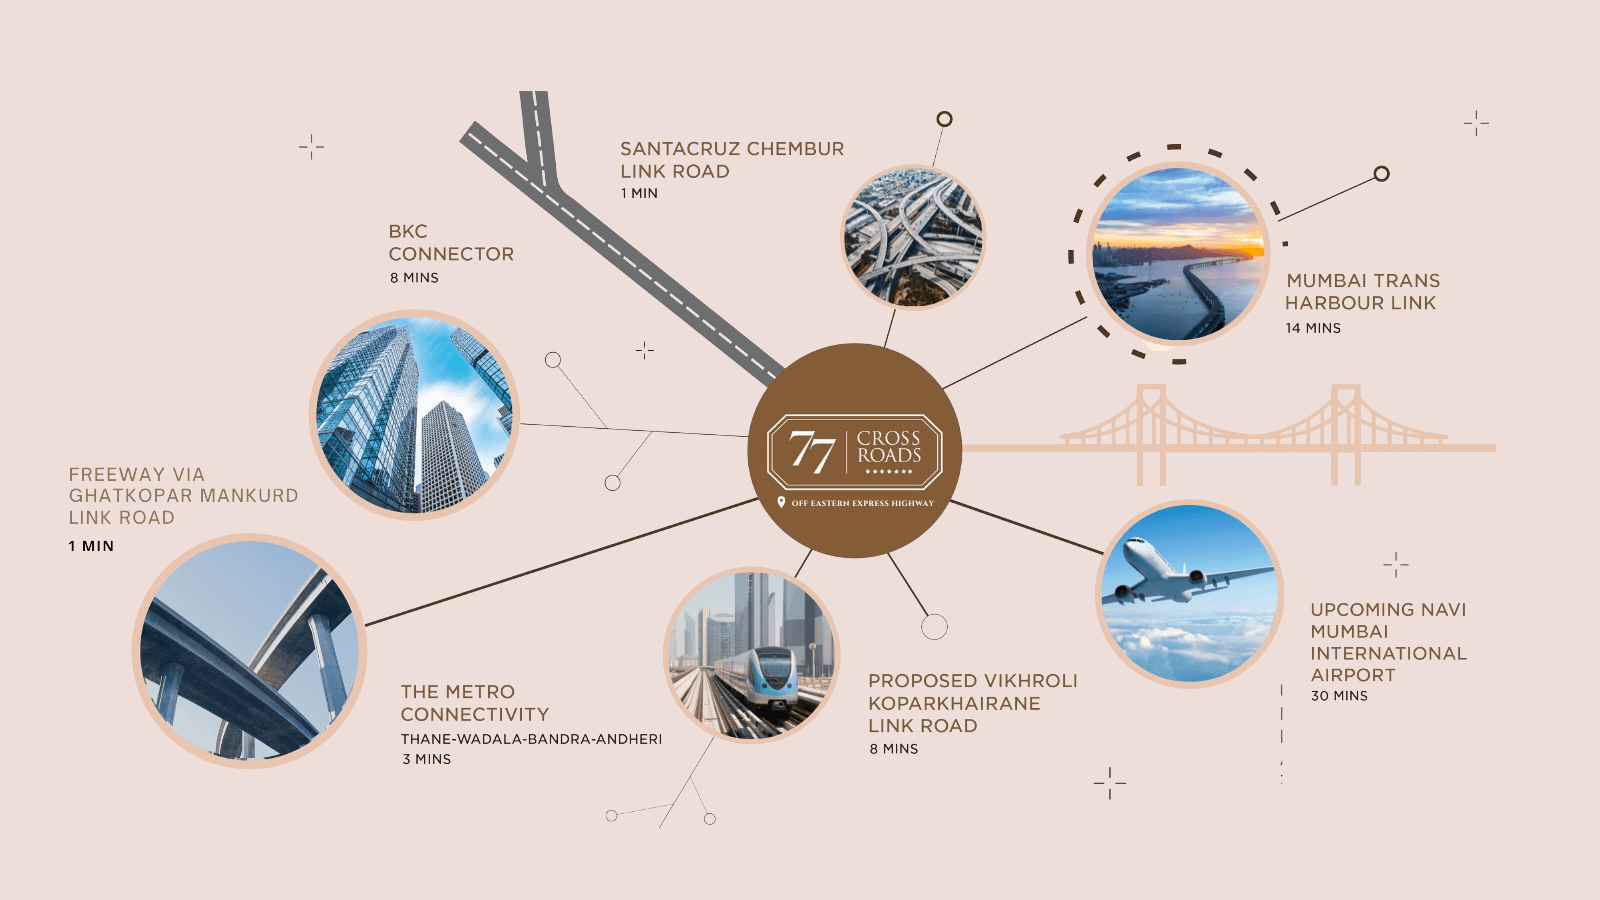 SANTACRUZ CHEMBUR
LINK ROAD
1 MIN
BKC
CONNECTOR
8 MINS
MUMBAI TRANS
HARBOUR LINK
14 MINS
77
CROSS
ROADS
OFF EASTERN EXPRESS HIGHWAY
FREEWAY VIA
GHATKOPAR MANKURD
LINK ROAD
1 MIN
UPCOMING NAVI
MUMBAI
INTERNATIONAL
AIRPORT
30 MINS
THE METRO
CONNECTIVITY
THANE-WADALA-BANDRA-ANDHERI
3 MINS
PROPOSED VIKHROLI
KOPARKHAIRANE
LINK ROAD
8 MINS